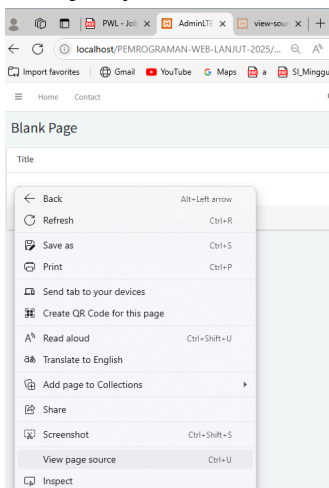 PWL - Job
AdminLTE
view-sour
localhost/PEMROGRAMAN-WEB-LANJUT-2025/...
Import favorites
Gmail
YouTube
Maps
a
SI_Minggu
Home
Contact
Blank Page
Title
Back Alt+Left arrow
Refresh Ctrl+R
Save as Ctrl+S
Print Ctrl+P
Send tab to your devices
Create QR Code for this page
Read aloud Ctrl+Shift+U
Translate to English
Add page to Collections
Share
Screenshot Ctrl+Shift+S
View page source Ctrl+U
Inspect